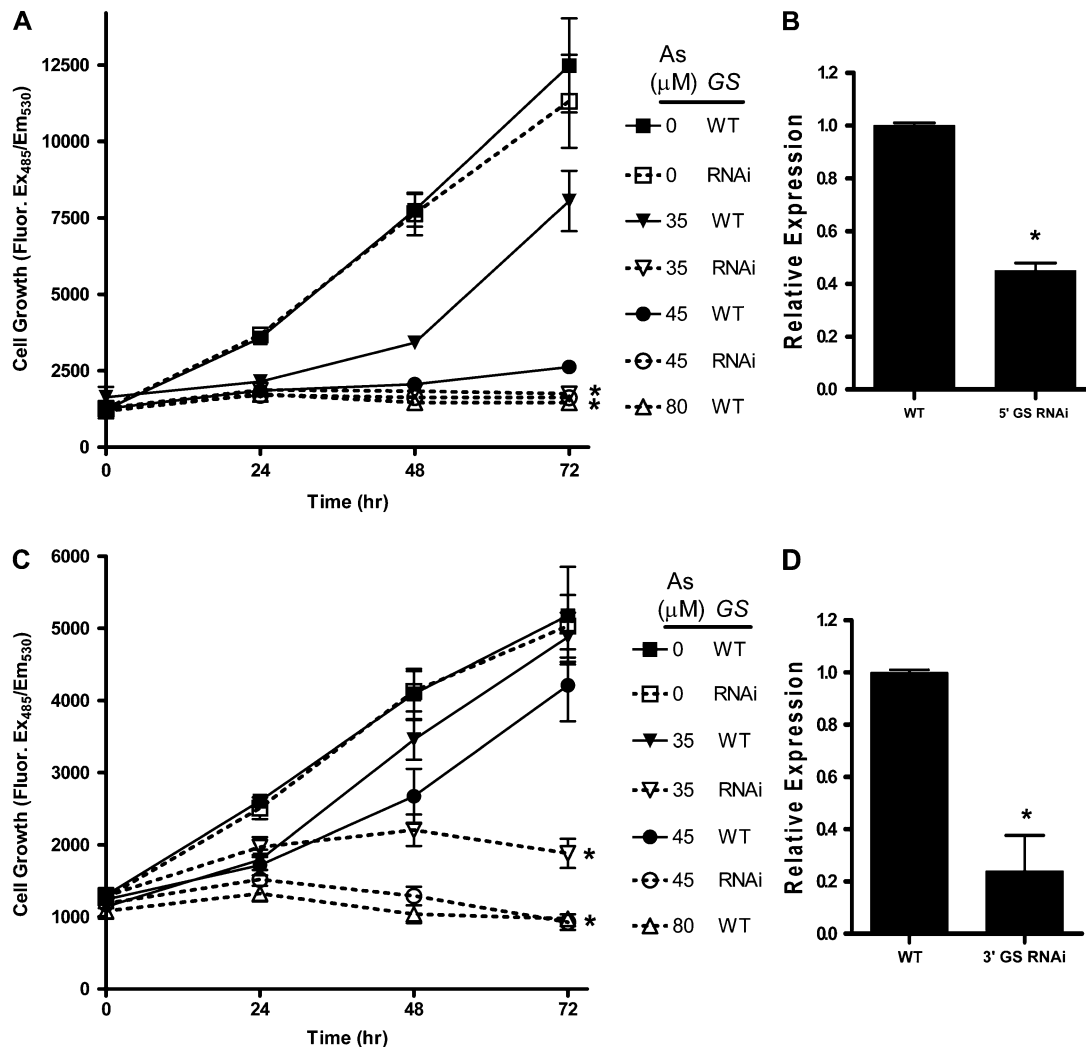 A
Cell Growth (Fluor. Ex485/Em530)
12500
10000
7500
5000
2500
0
0 24 48 72
Time (hr)
*
*
As
(μM) GS
0 WT
0 RNAi
35 WT
35 RNAi
45 WT
45 RNAi
80 WT
B
Relative Expression
1.2
1.0
0.8
0.6
0.4
0.2
0.0
*
WT 5' GS RNAi
C
Cell Growth (Fluor. Ex485/Em530)
6000
5000
4000
3000
2000
1000
0
0 24 48 72
Time (hr)
*
*
As
(μM) GS
0 WT
0 RNAi
35 WT
35 RNAi
45 WT
45 RNAi
80 WT
D
Relative Expression
1.2
1.0
0.8
0.6
0.4
0.2
0.0
*
WT 3' GS RNAi